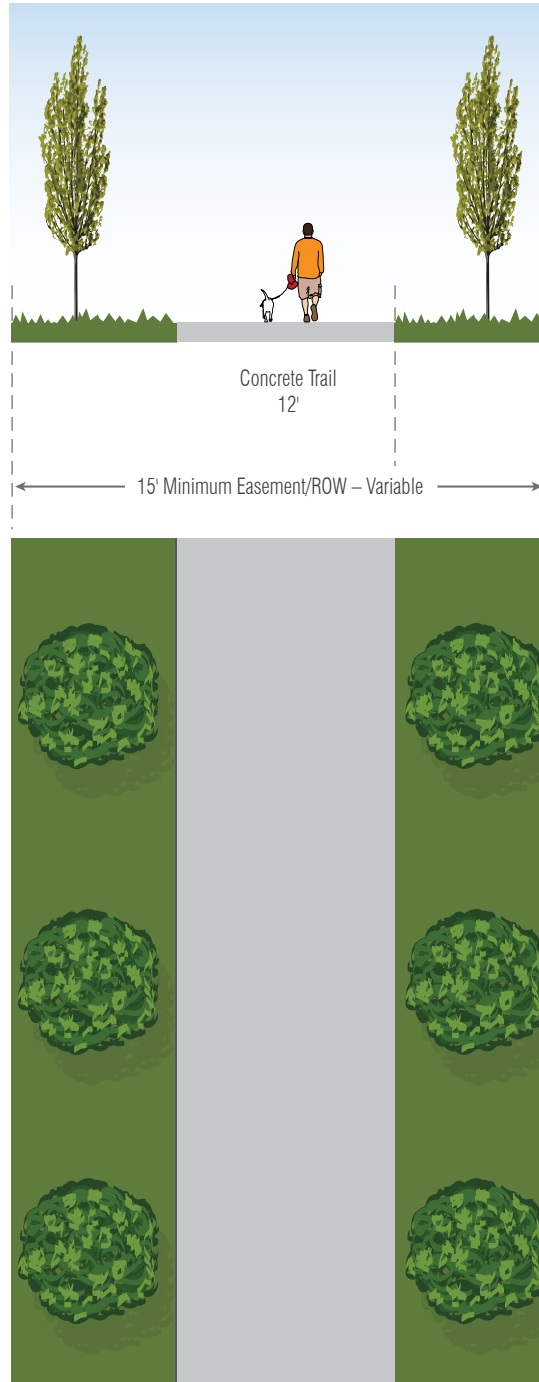 Concrete Trail
12'
15' Minimum Easement/ROW – Variable